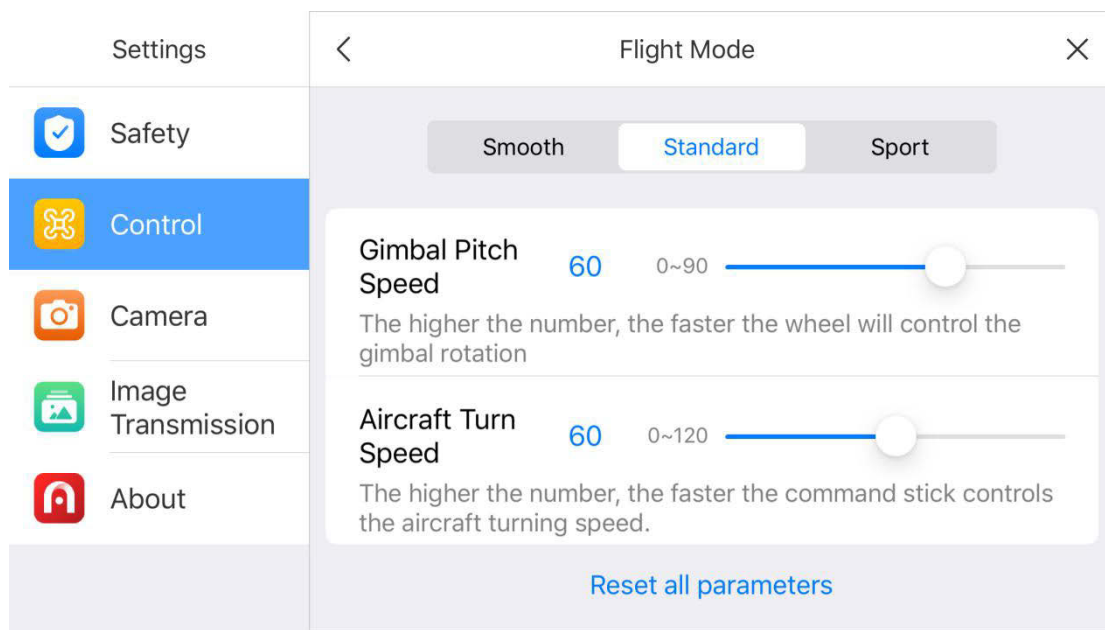 Settings
Flight Mode
Safety
Control
Camera
Image
Transmission
About
Smooth
Standard
Sport
Gimbal Pitch
Speed
60
0~90
The higher the number, the faster the wheel will control the
gimbal rotation
Aircraft Turn
Speed
60
0~120
The higher the number, the faster the command stick controls
the aircraft turning speed.
Reset all parameters